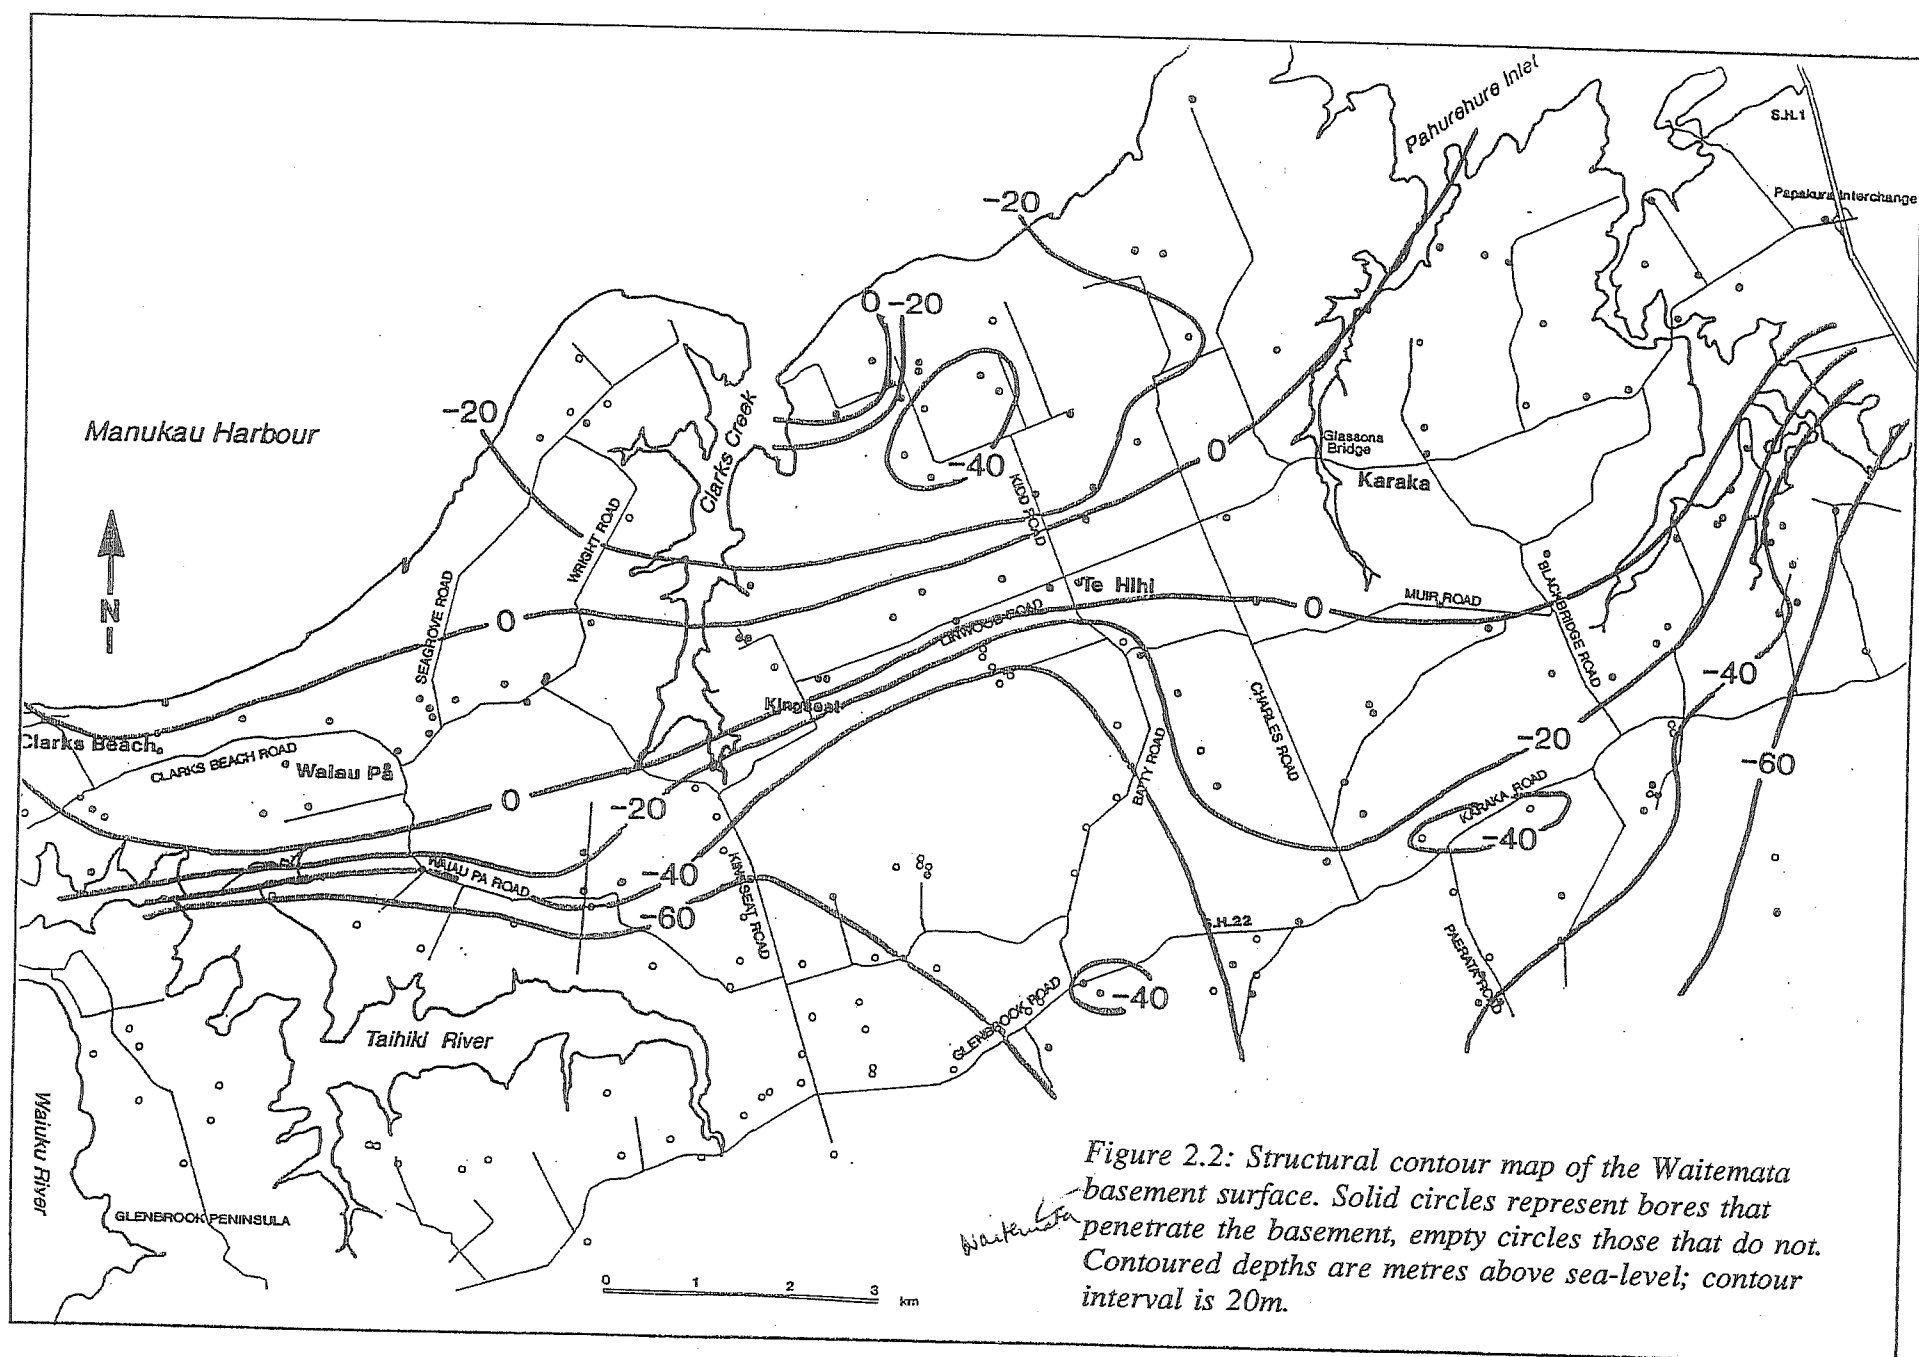 Pahurehure Inlet
S.H.1
Papakura Interchange
-20
0 -20
-20
Manukau Harbour
Clarks Creek
0
-40
Glassons
Bridge
Karaka
KIDD ROAD
WRIGHT ROAD
N
SEAGROVE ROAD
0
Te Hihi
LINWOOD ROAD
0
MUIR ROAD
BLACKBRIDGE ROAD
-40
Kingseat
CHARLES ROAD
BATTY ROAD
-20
-60
Clarks Beach
CLARKS BEACH ROAD
Waiau Pã
0
-20
KARAKA ROAD
-40
WAIAU PA ROAD
-40
KINGSEAT ROAD
-60
S.H.22
PAERATA ROAD
GLENBROOK ROAD
-40
Taihiki River
Waiuku River
GLENBROOK PENINSULA
0 1 2 3
km
Figure 2.2: Structural contour map of the Waitemata
basement surface. Solid circles represent bores that
Waitemata
penetrate the basement, empty circles those that do not.
Contoured depths are metres above sea-level; contour
interval is 20m.